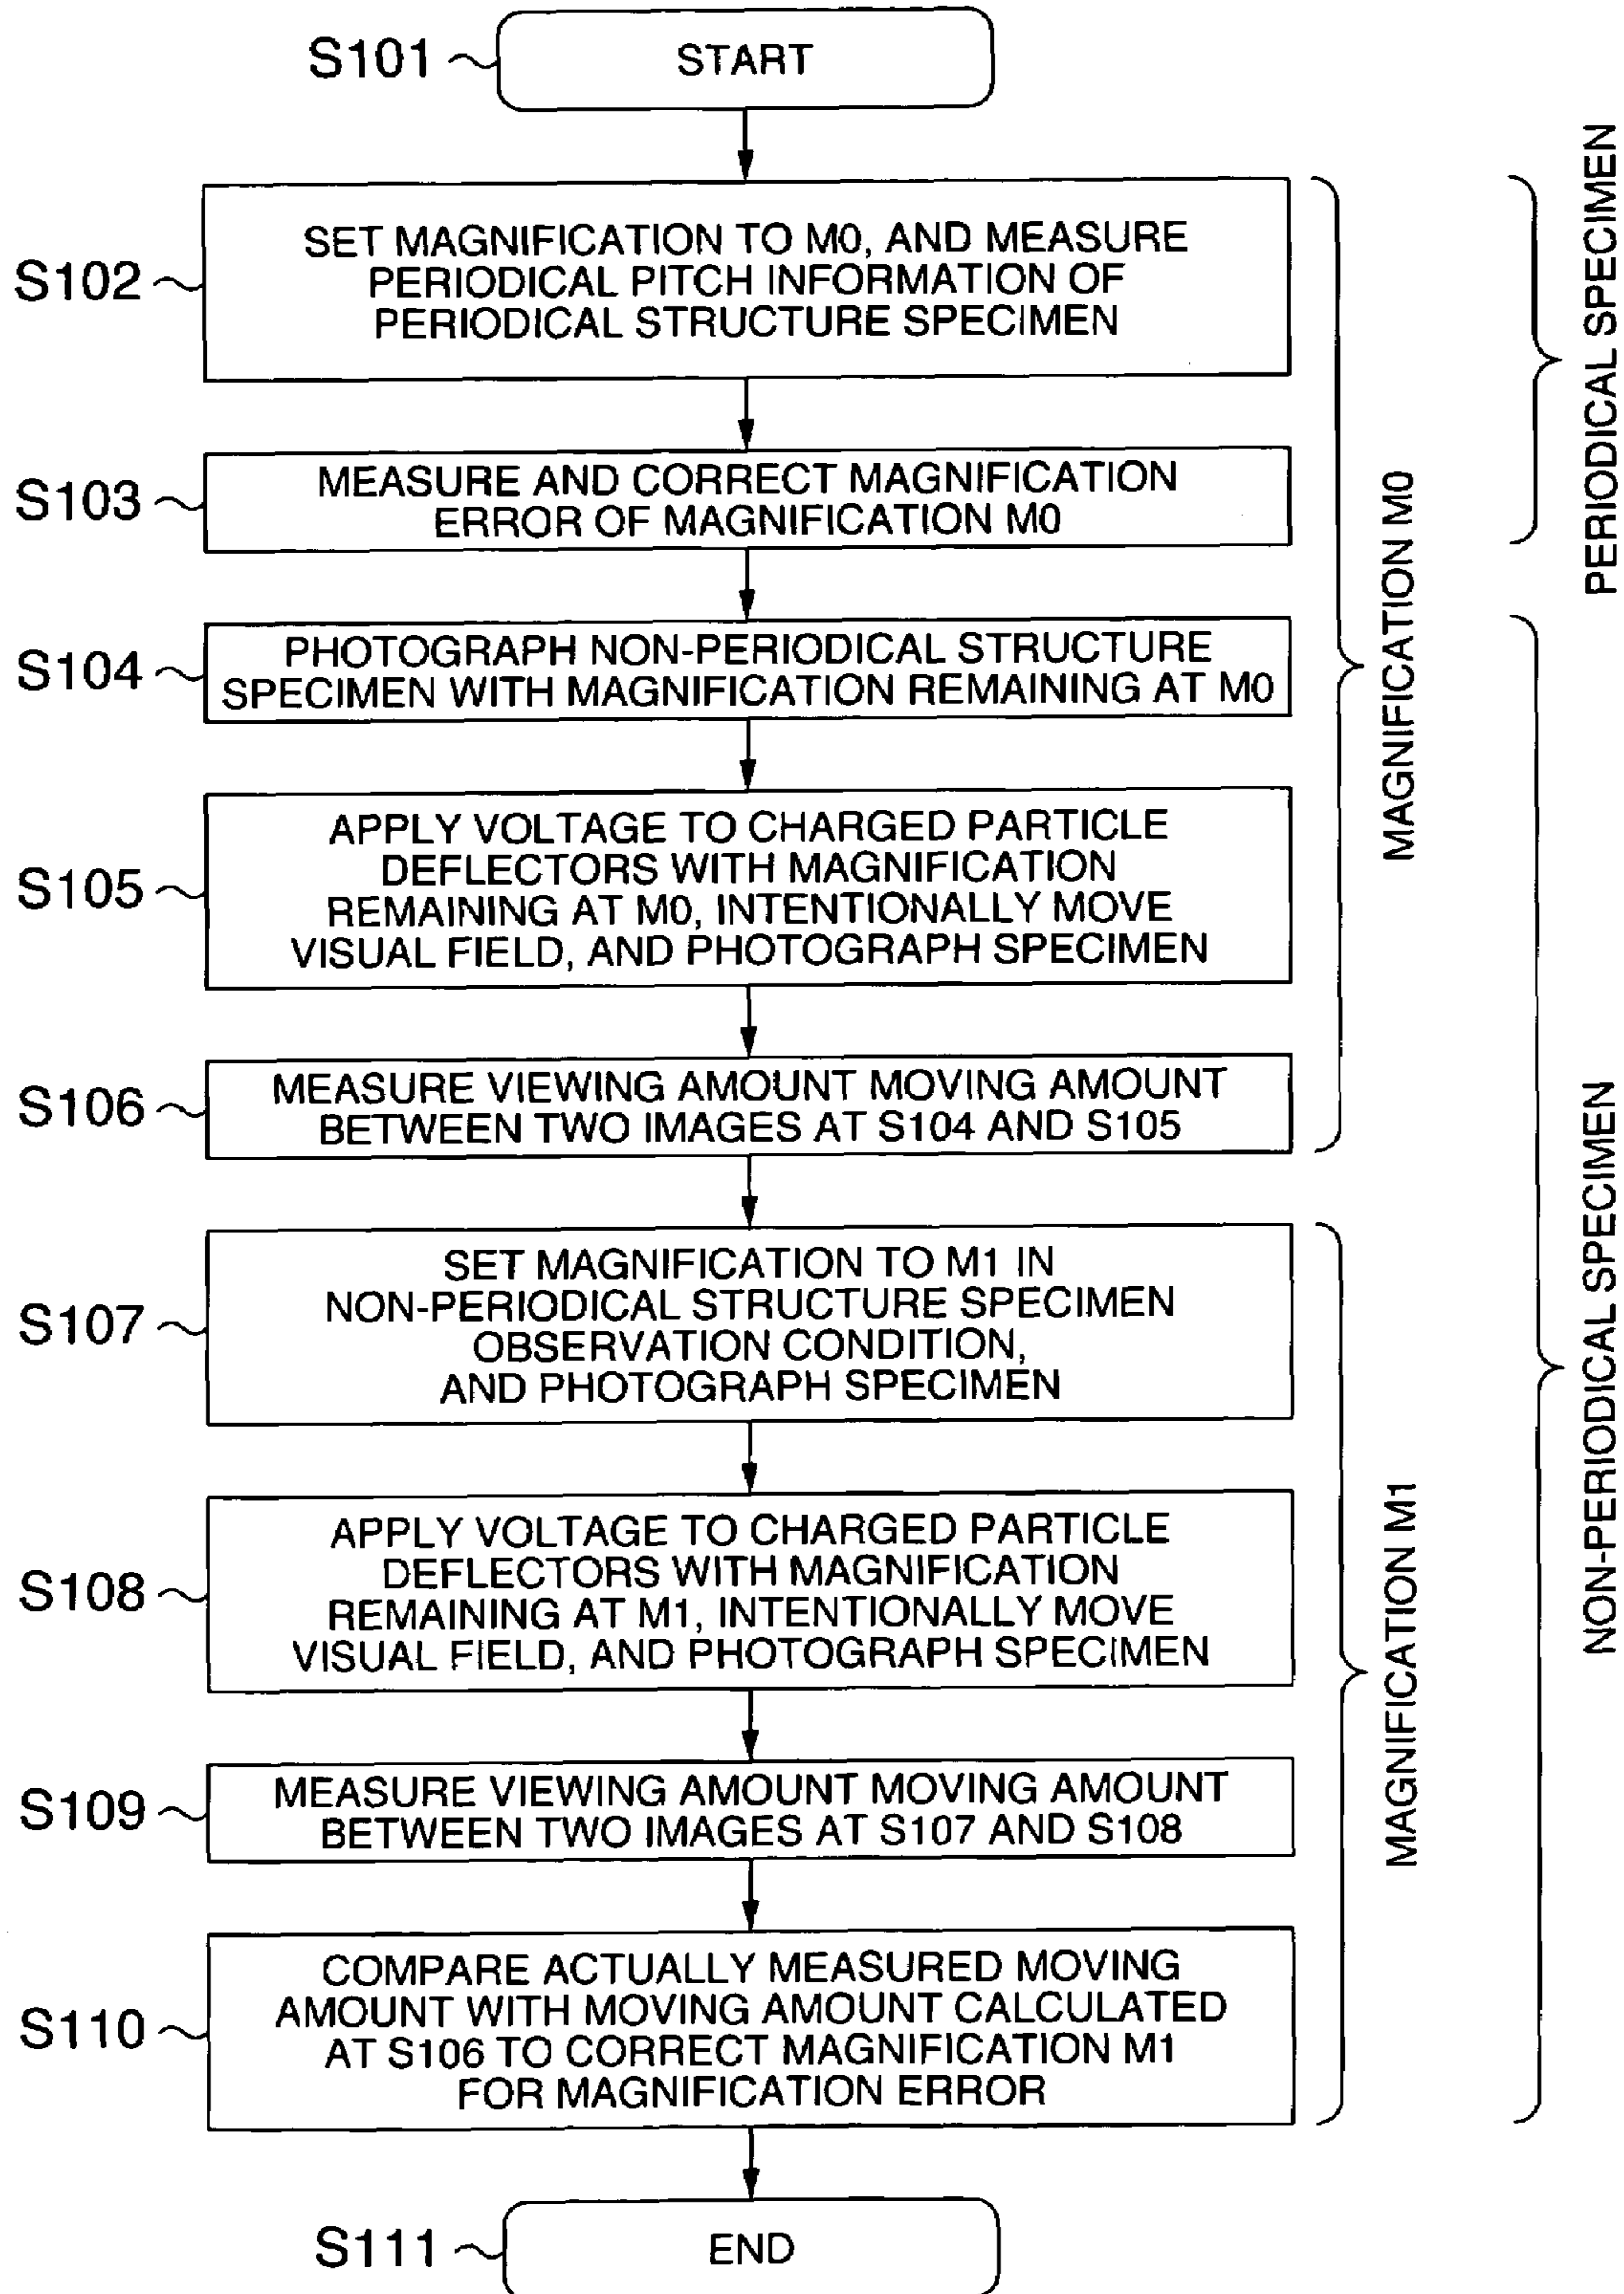 S101
START
S102
SET MAGNIFICATION TO M0, AND MEASURE
PERIODICAL PITCH INFORMATION OF
PERIODICAL STRUCTURE SPECIMEN
S103
MEASURE AND CORRECT MAGNIFICATION
ERROR OF MAGNIFICATION M0
S104
PHOTOGRAPH NON-PERIODICAL STRUCTURE
SPECIMEN WITH MAGNIFICATION REMAINING AT M0
S105
APPLY VOLTAGE TO CHARGED PARTICLE
DEFLECTORS WITH MAGNIFICATION
REMAINING AT M0, INTENTIONALLY MOVE
VISUAL FIELD, AND PHOTOGRAPH SPECIMEN
S106
MEASURE VIEWING AMOUNT MOVING AMOUNT
BETWEEN TWO IMAGES AT S104 AND S105
S107
SET MAGNIFICATION TO M1 IN
NON-PERIODICAL STRUCTURE SPECIMEN
OBSERVATION CONDITION,
AND PHOTOGRAPH SPECIMEN
S108
APPLY VOLTAGE TO CHARGED PARTICLE
DEFLECTORS WITH MAGNIFICATION
REMAINING AT M1, INTENTIONALLY MOVE
VISUAL FIELD, AND PHOTOGRAPH SPECIMEN
S109
MEASURE VIEWING AMOUNT MOVING AMOUNT
BETWEEN TWO IMAGES AT S107 AND S108
S110
COMPARE ACTUALLY MEASURED MOVING
AMOUNT WITH MOVING AMOUNT CALCULATED
AT S106 TO CORRECT MAGNIFICATION M1
FOR MAGNIFICATION ERROR
S111
END
MAGNIFICATION M0
MAGNIFICATION M1
PERIODICAL SPECIMEN
NON-PERIODICAL SPECIMEN